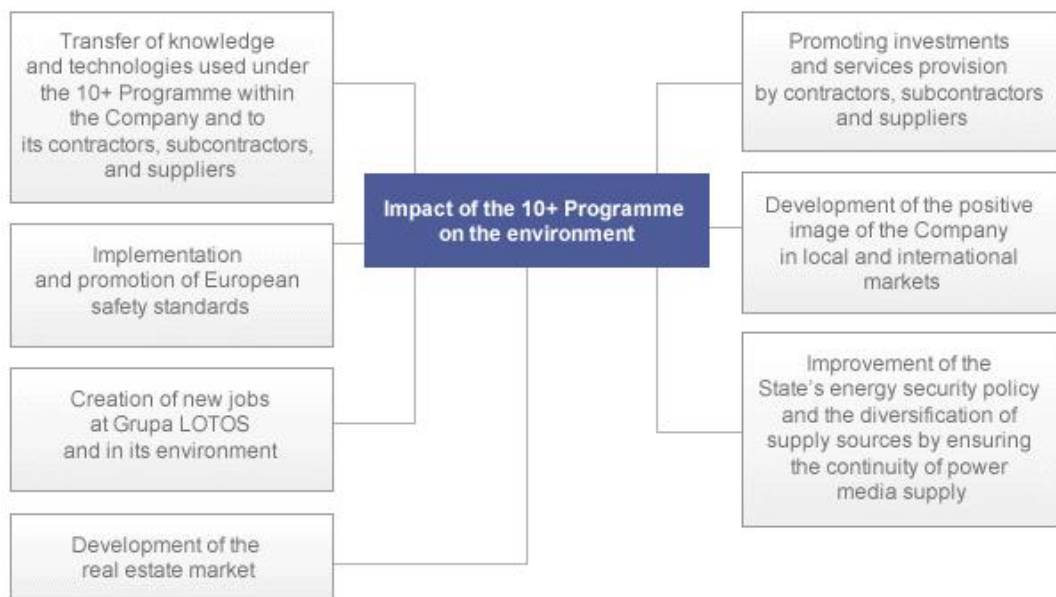 Transfer of knowledge
and technologies used under
the 10+ Programme within
the Company and to
its contractors, subcontractors,
and suppliers
Implementation
and promotion of European
safety standards
Creation of new jobs
at Grupa LOTOS
and in its environment
Development of the
real estate market
Impact of the 10+ Programme
on the environment
Promoting investments
and services provision
by contractors, subcontractors
and suppliers
Development of the positive
image of the Company
in local and international
markets
Improvement of the
State's energy security policy
and the diversification of
supply sources by ensuring
the continuity of power
media supply